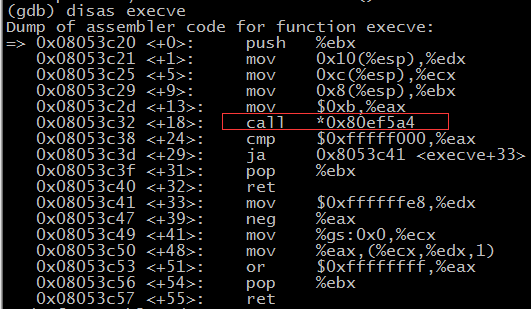 (gdb) disas execve
Dump of assembler code for function execve:
=> 0x08053c20 <+0>: push %ebx
0x08053c21 <+1>: mov 0x10(%esp),%edx
0x08053c25 <+5>: mov 0xc(%esp),%ecx
0x08053c29 <+9>: mov 0x8(%esp),%ebx
0x08053c2d <+13>: mov $0xb,%eax
0x08053c32 <+18>: call *0x80ef5a4
0x08053c38 <+24>: cmp $0xfffff000,%eax
0x08053c3d <+29>: ja 0x8053c41 <execve+33>
0x08053c3f <+31>: pop %ebx
0x08053c40 <+32>: ret
0x08053c41 <+33>: mov $0xffffffe8,%edx
0x08053c47 <+39>: neg %eax
0x08053c49 <+41>: mov %gs:0x0,%ecx
0x08053c50 <+48>: mov %eax,(%ecx,%edx,1)
0x08053c53 <+51>: or $0xffffffff,%eax
0x08053c56 <+54>: pop %ebx
0x08053c57 <+55>: ret